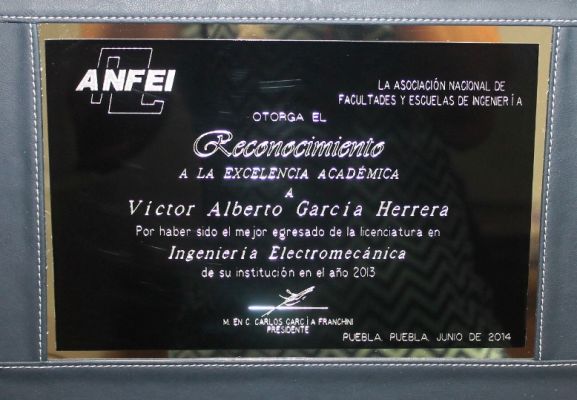 ANFEI
LA ASOCIACIÓN NACIONAL DE
FACULTADES Y ESCUELAS DE INGENIERÍA
OTORGA EL
Reconocimiento
A LA EXCELENCIA ACADÉMICA
A
Víctor Alberto García Herrera
Por haber sido el mejor egresado de la licenciatura en
Ingeniería Electromecánica
de su institución en el año 2013
M. EN C. CARLOS GARCÍA FRANCHINI
PRESIDENTE
PUEBLA, PUEBLA, JUNIO DE 2014